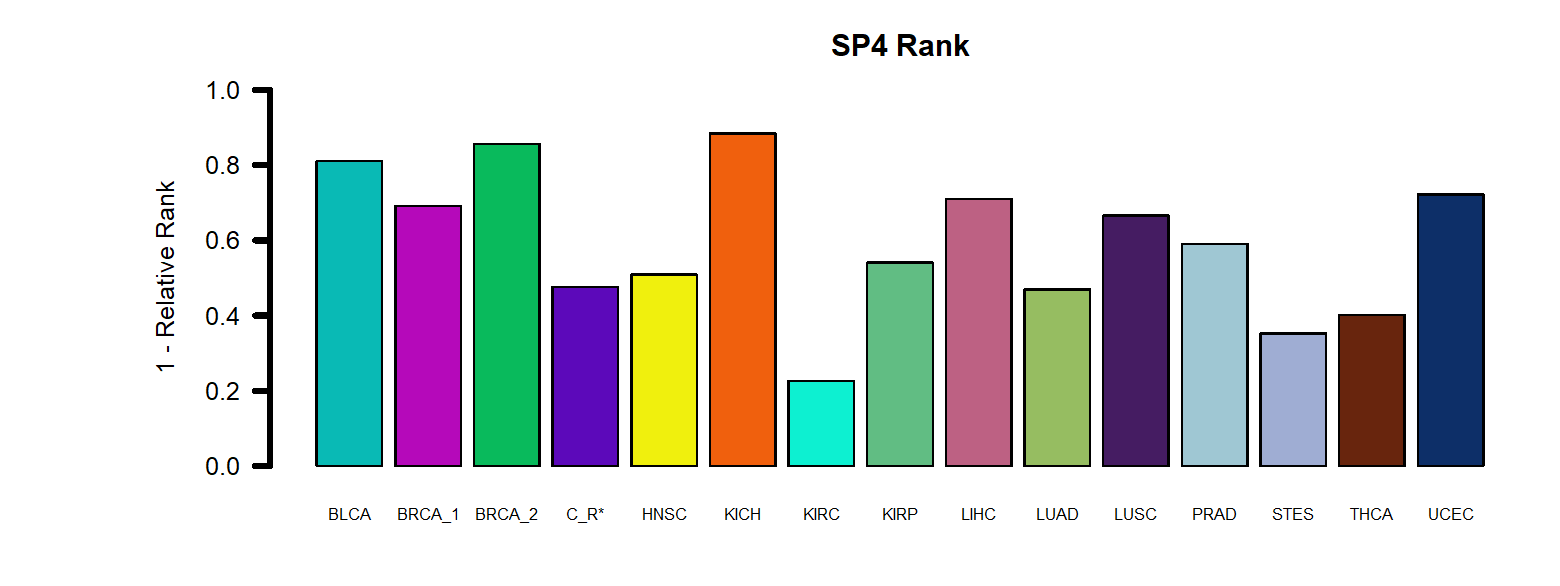 SP4 Rank
1 - Relative Rank
1.0
0.8
0.6
0.4
0.2
0.0
BLCA BRCA_1 BRCA_2 C_R* HNSC KICH KIRC KIRP LIHC LUAD LUSC PRAD STES THCA UCEC